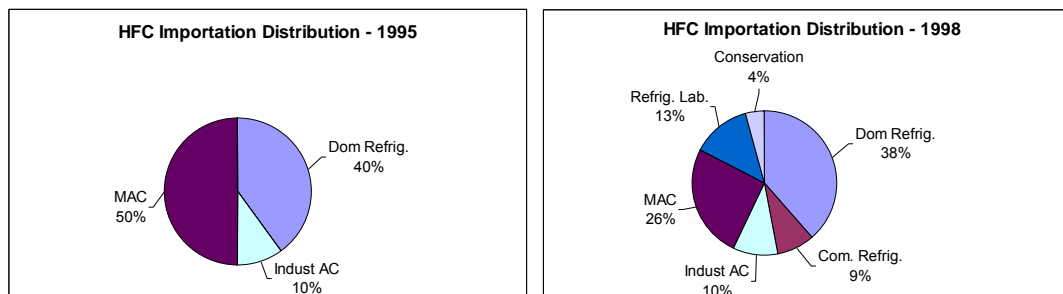 HFC Importation Distribution - 1995
Dom Refrig.
40%
MAC
50%
Indust AC
10%
HFC Importation Distribution - 1998
Conservation
4%
Refrig. Lab.
13%
Dom Refrig.
38%
MAC
26%
Indust AC
10%
Com. Refrig.
9%